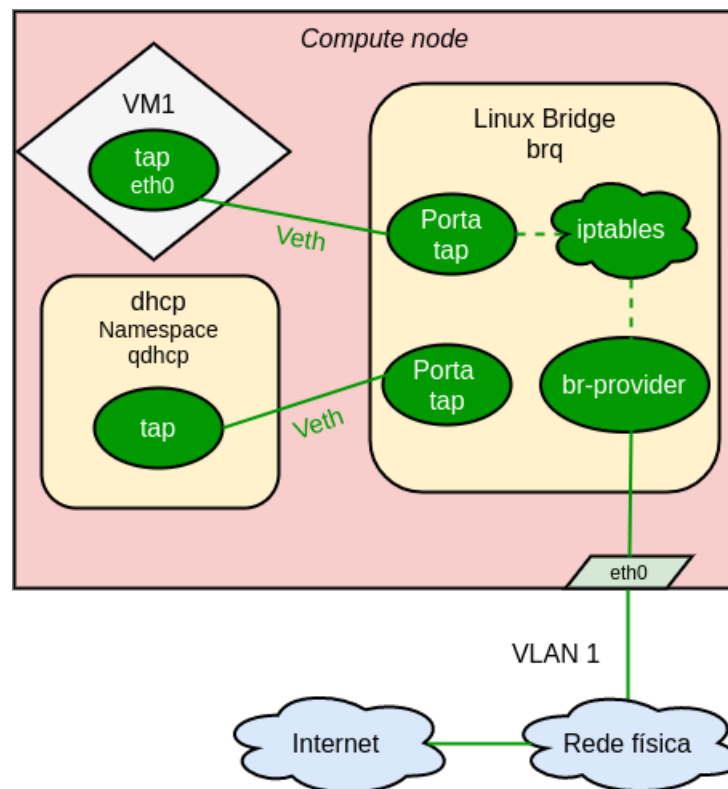 Compute node
VM1
tap
eth0
Veth
Linux Bridge
brq
Porta
tap
iptables
dhcp
Namespace
qdhcp
tap
Veth
Porta
tap
br-provider
eth0
VLAN 1
Internet
Rede física